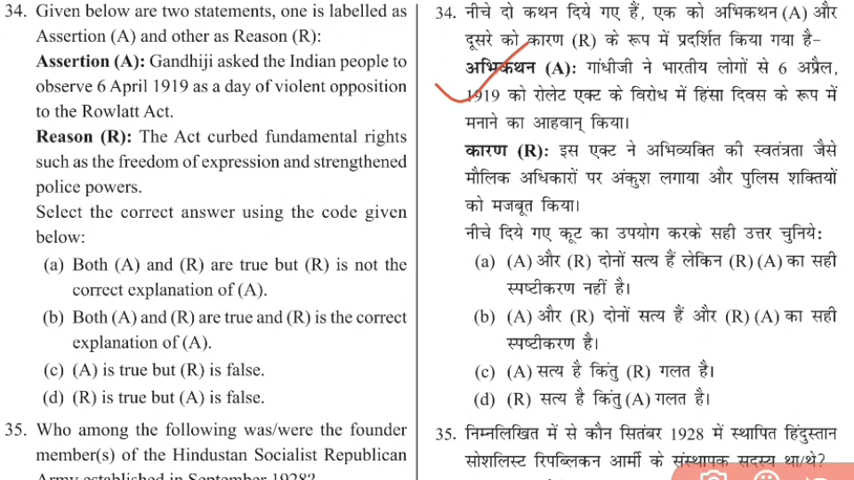 34. Given below are two statements, one is labelled as
Assertion (A) and other as Reason (R):
Assertion (A): Gandhiji asked the Indian people to
observe 6 April 1919 as a day of violent opposition
to the Rowlatt Act.
Reason (R): The Act curbed fundamental rights
such as the freedom of expression and strengthened
police powers.
Select the correct answer using the code given
below:
(a) Both (A) and (R) are true but (R) is not the
correct explanation of (A).
(b) Both (A) and (R) are true and (R) is the correct
explanation of (A).
(c) (A) is true but (R) is false.
(d) (R) is true but (A) is false.
35. Who among the following was/were the founder
member(s) of the Hindustan Socialist Republican
Army established in September 1928?
34. नीचे दो कथन दिये गए हैं, एक को अभिकथन (A) और
दूसरे को कारण (R) के रूप में प्रदर्शित किया गया है-
अभिकथन (A): गांधीजी ने भारतीय लोगों से 6 अप्रैल,
1919 को रोलेट एक्ट के विरोध में हिंसा दिवस के रूप में
मनाने का आहवान् किया।
कारण (R): इस एक्ट ने अभिव्यक्ति की स्वतंत्रता जैसे
मौलिक अधिकारों पर अंकुश लगाया और पुलिस शक्तियों
को मजबूत किया।
नीचे दिये गए कूट का उपयोग करके सही उत्तर चुनिये:
(a) (A) और (R) दोनों सत्य हैं लेकिन (R) (A) का सही
स्पष्टीकरण नहीं है।
(b) (A) और (R) दोनों सत्य हैं और (R) (A) का सही
स्पष्टीकरण है।
(c) (A) सत्य है किंतु (R) गलत है।
(d) (R) सत्य है किंतु (A) गलत है।
35. निम्नलिखित में से कौन सितंबर 1928 में स्थापित हिंदुस्तान
सोशलिस्ट रिपब्लिकन आर्मी के संस्थापक सदस्य था/थे?